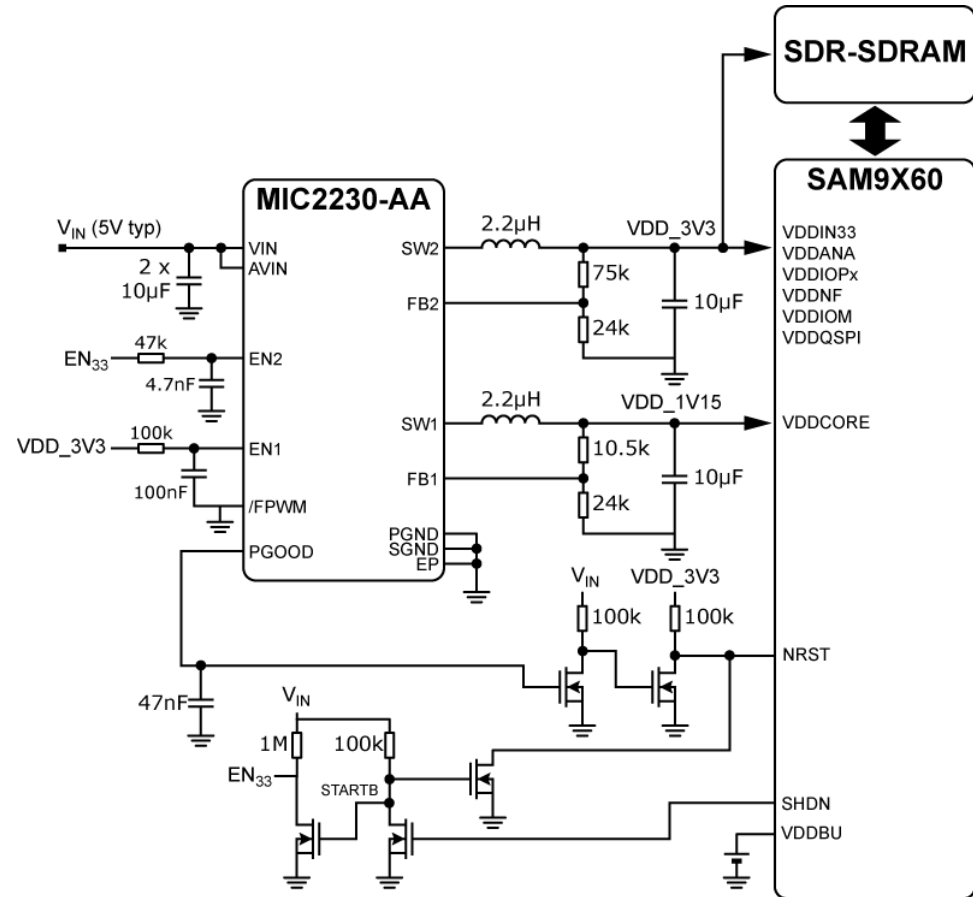 SDR-SDRAM
SAM9X60
MIC2230-AA
V_IN (5V typ)
2 x
10µF
VIN
AVIN
SW2
2.2µH
VDD_3V3
VDDIN33
VDDANA
VDDIOPx
VDDNF
VDDIOM
VDDQSPI
75k
FB2
10µF
24k
EN33
47k
EN2
4.7nF
SW1
2.2µH
VDD_1V15
VDDCORE
VDD_3V3
100k
EN1
10.5k
FB1
10µF
24k
100nF
/FPWM
PGND
SGND
EP
PGOOD
V_IN
VDD_3V3
100k
100k
NRST
47nF
V_IN
1M
100k
EN33
STARTB
SHDN
VDDBU